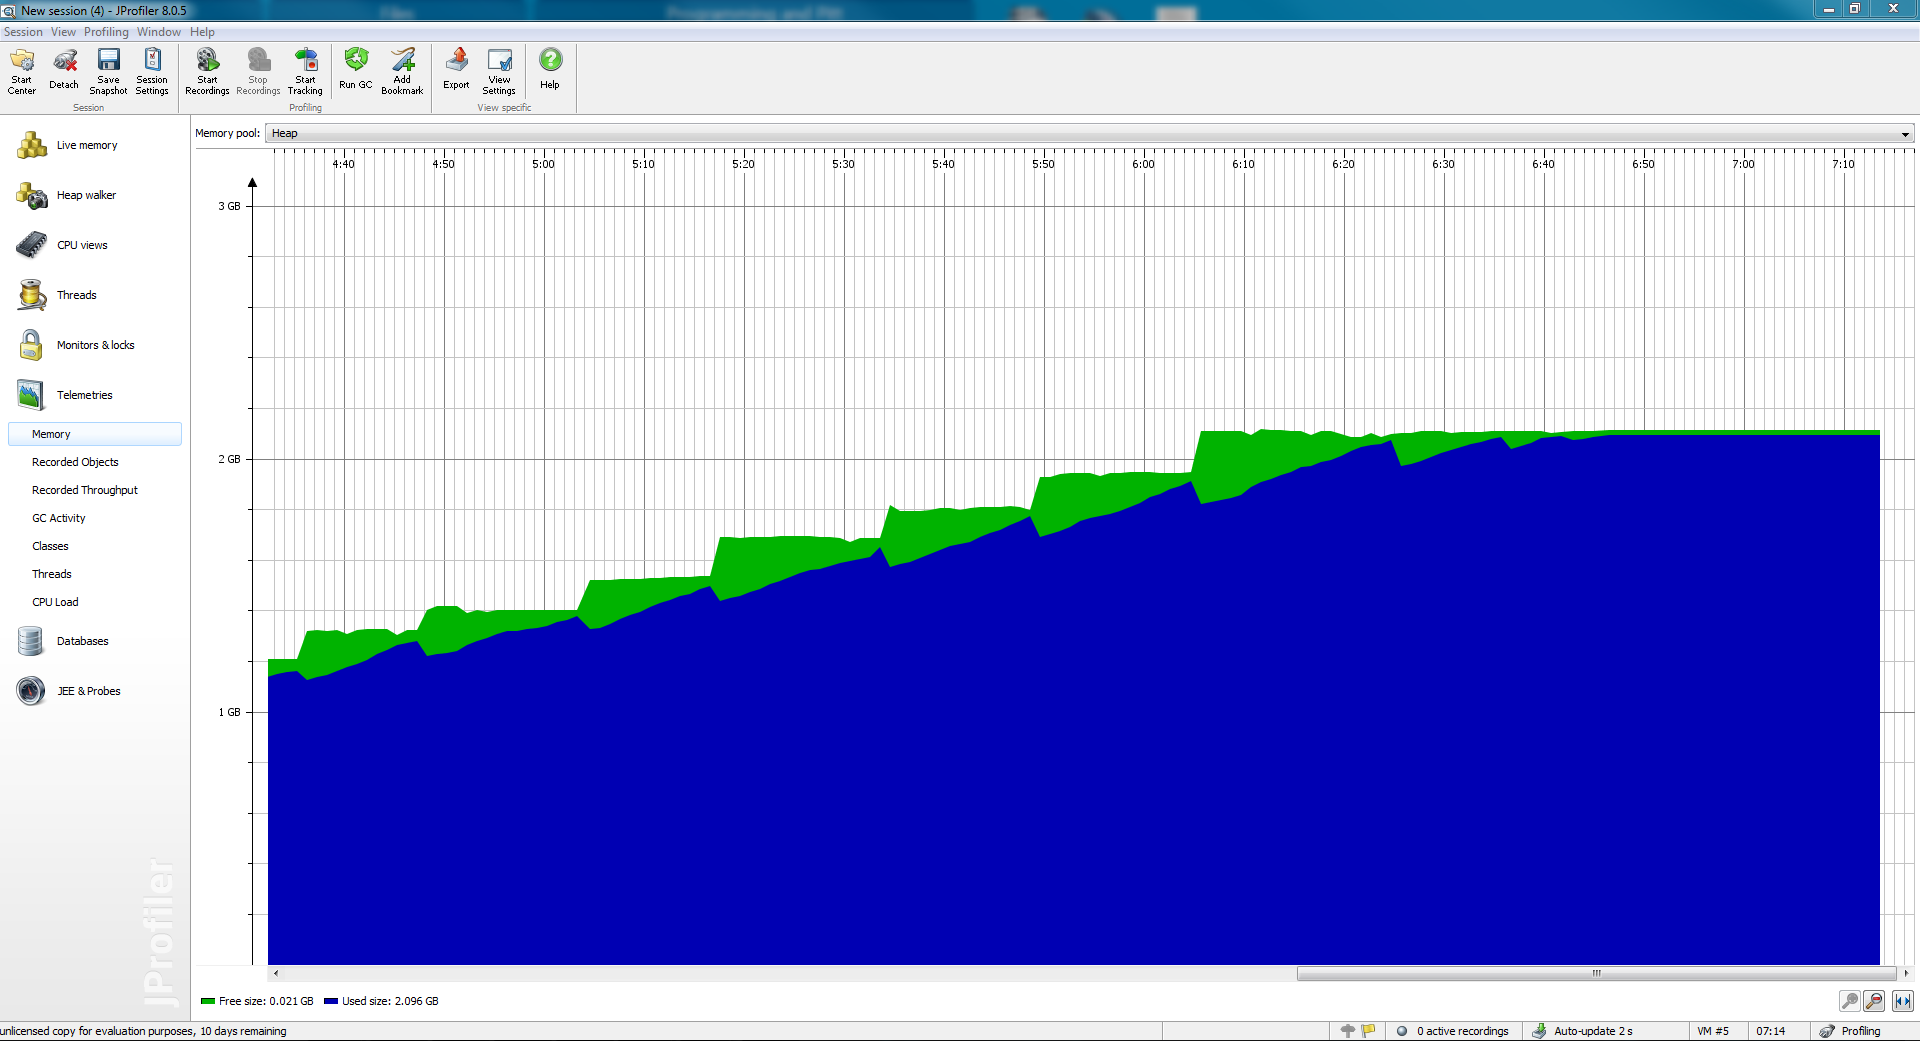 New session (4) - JProfiler 8.0.5
Session View Profiling Window Help
Start Center
Detach
Save Snapshot
Session Settings
Start Recordings
Stop Recordings
Start Tracking
Run GC
Add Bookmark
Export
View Settings
Help
Session
Profiling
View specific
Live memory
Heap walker
CPU views
Threads
Monitors & locks
Telemetries
Memory
Recorded Objects
Recorded Throughput
GC Activity
Classes
Threads
CPU Load
Databases
JEE & Probes
JProfiler
Memory pool: Heap
4:40 4:50 5:00 5:10 5:20 5:30 5:40 5:50 6:00 6:10 6:20 6:30 6:40 6:50 7:00 7:10
3 GB
2 GB
1 GB
Free size: 0.021 GB Used size: 2.096 GB
unlicensed copy for evaluation purposes, 10 days remaining
0 active recordings
Auto-update 2 s
VM #5
07:14
Profiling